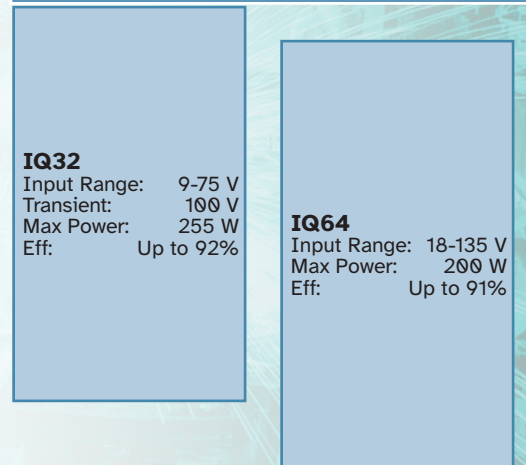 IQ32
Input Range: 9-75 V
Transient: 100 V
Max Power: 255 W
Eff: Up to 92%
IQ64
Input Range: 18-135 V
Max Power: 200 W
Eff: Up to 91%